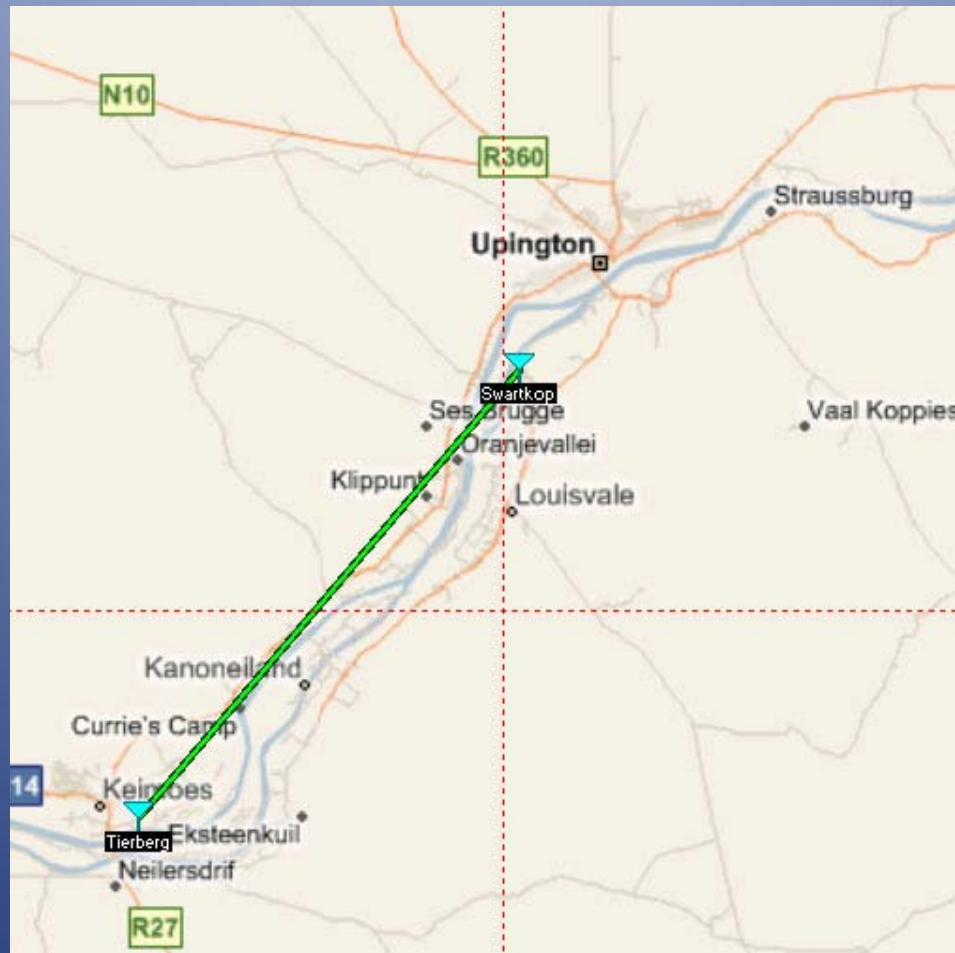 N10
R360
Straussburg
Upington
Swartkop
Ses Brugge
Vaal Koppies
Oranjevallei
Klippunt
Louisvale
Kanoneiland
Currie's Camp
14
Keimoes
Tierberg
Eksteenkuil
Neilersdrif
R27